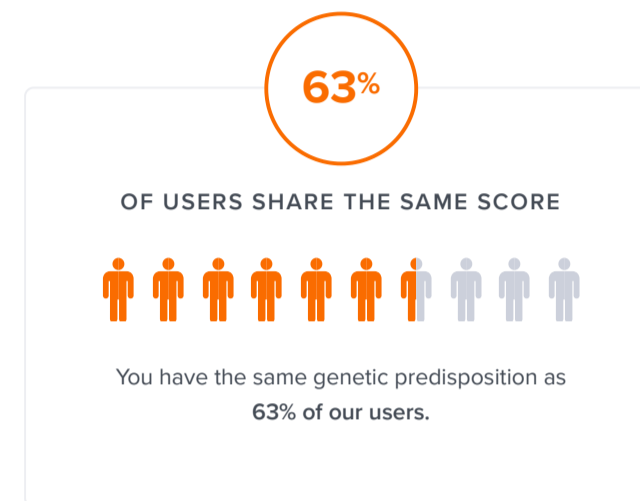 63%
OF USERS SHARE THE SAME SCORE
You have the same genetic predisposition as
63% of our users.